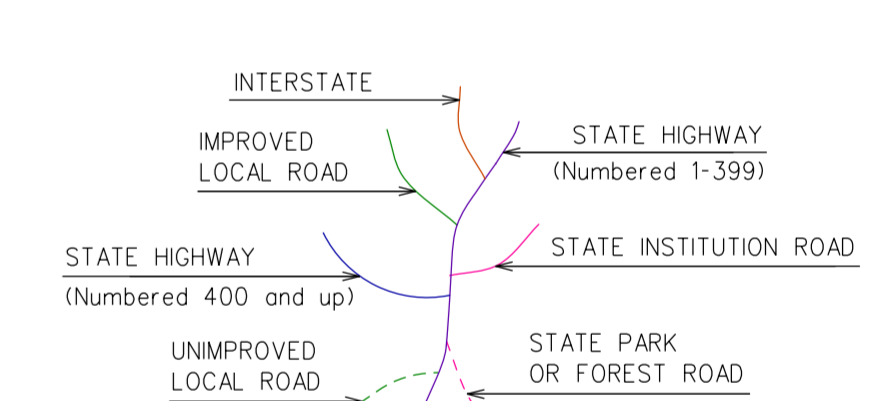 INTERSTATE
IMPROVED
LOCAL ROAD
STATE HIGHWAY
(Numbered 1-399)
STATE HIGHWAY
(Numbered 400 and up)
STATE INSTITUTION ROAD
UNIMPROVED
LOCAL ROAD
STATE PARK
OR FOREST ROAD